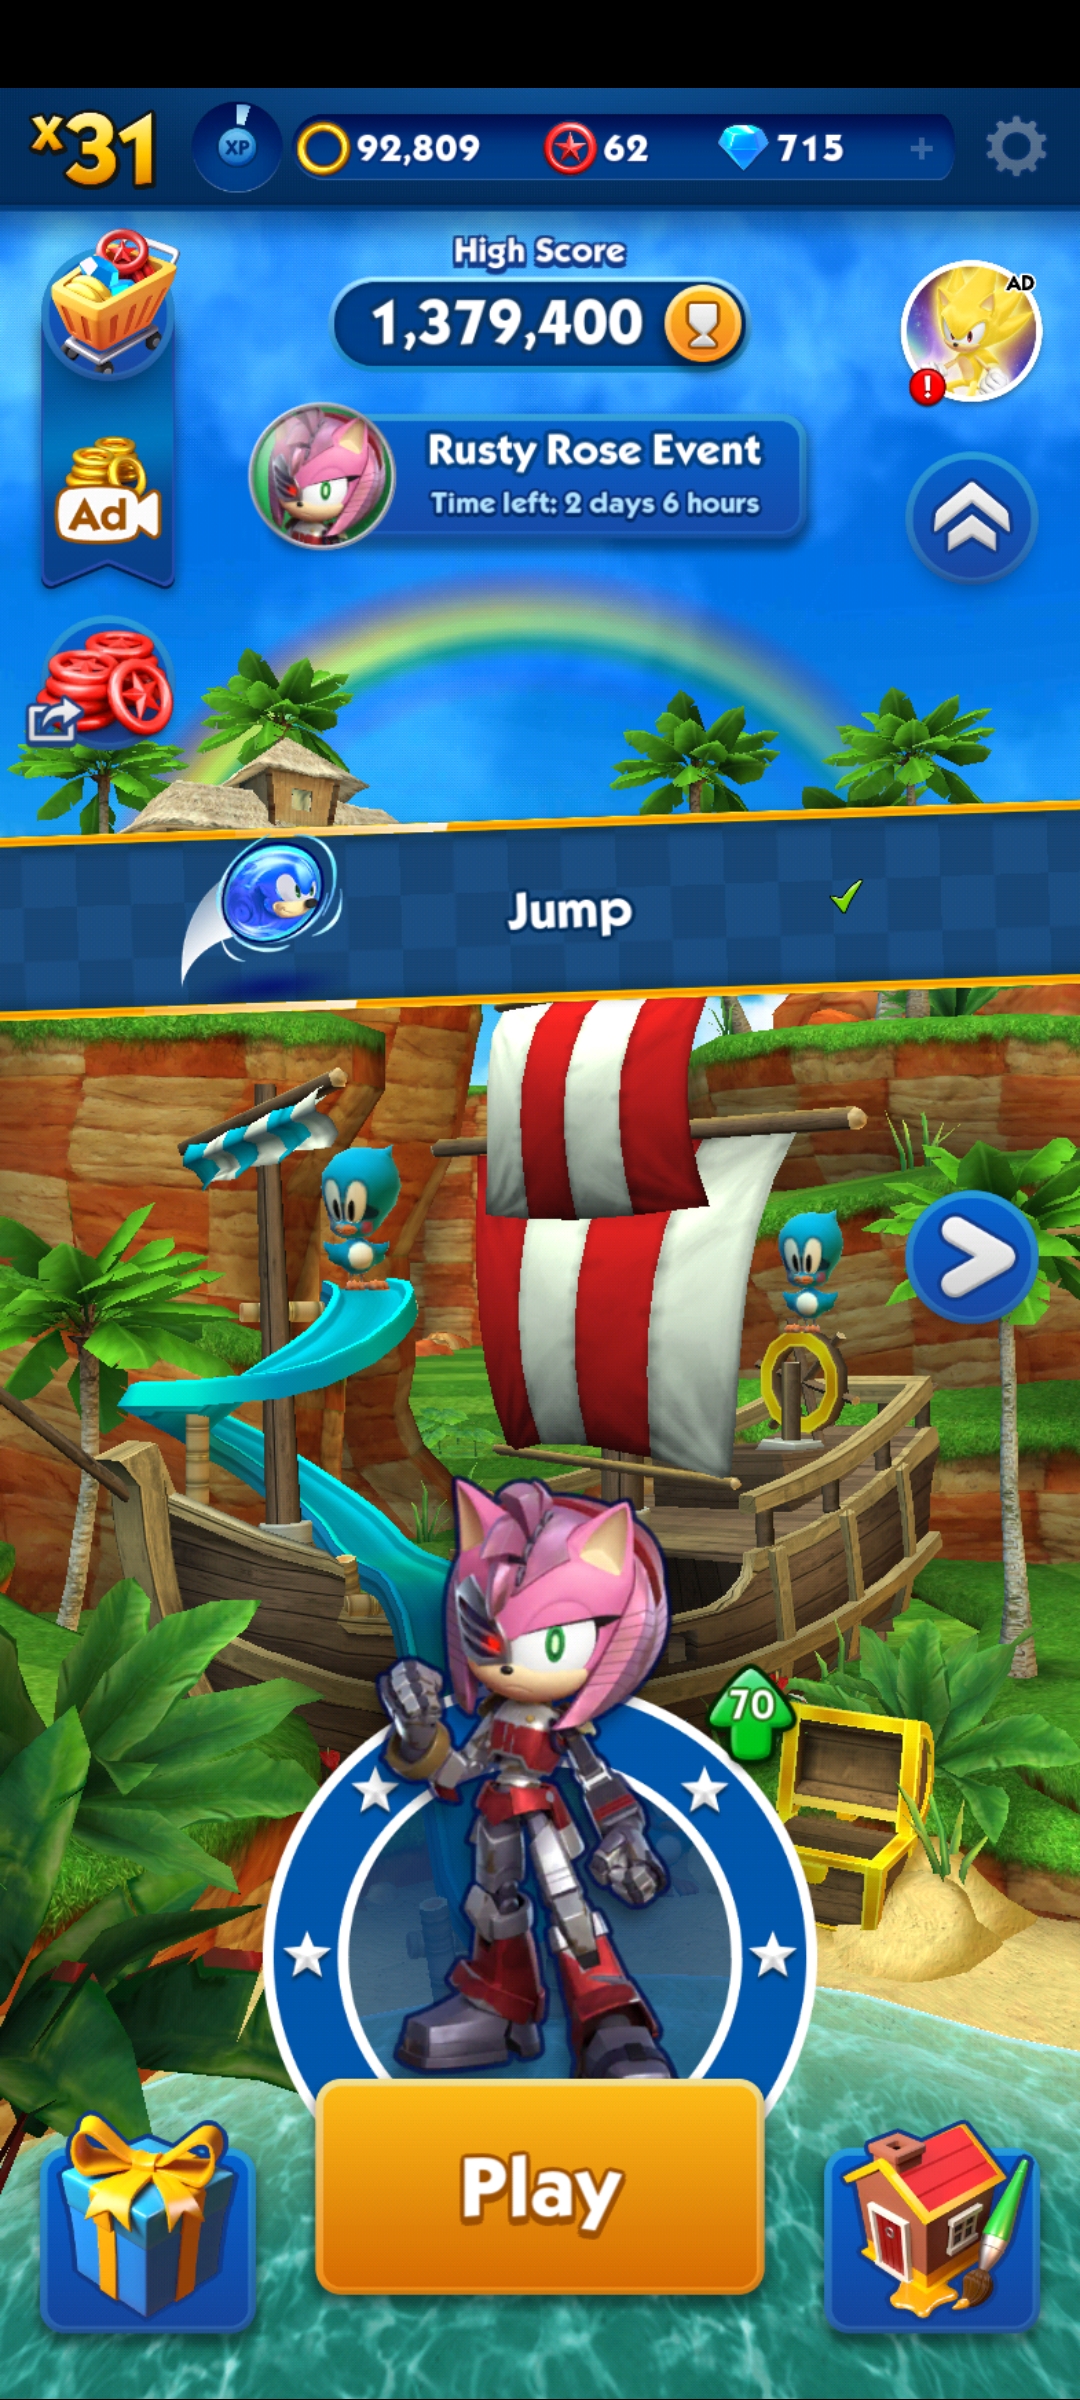 x31
XP
92,809
62
715
+
High Score
1,379,400
AD
!
Rusty Rose Event
Time left: 2 days 6 hours
Ad
Jump
70
Play